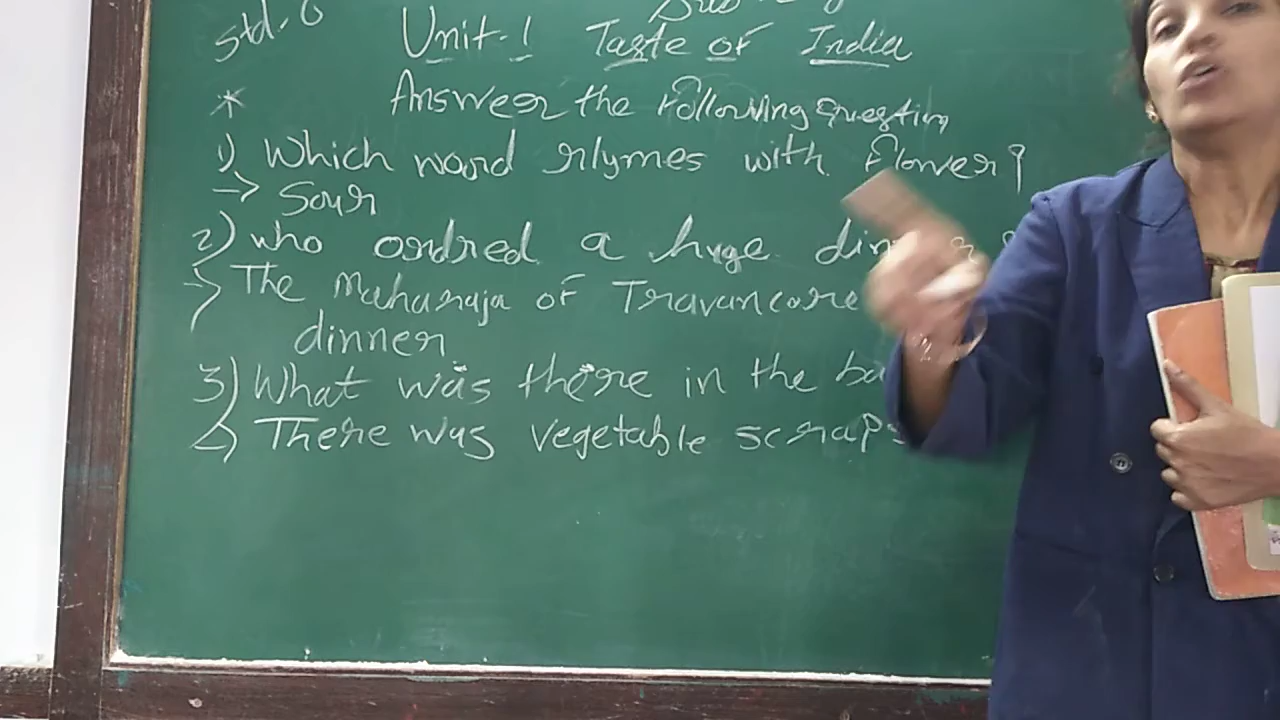 Std. 6
Unit-1 Taste of India
* Answer the Following question
1) Which word rhymes with Flower?
-> Sour
2) who ordred a huge
-> The Maharaja of Travancore
dinner
3) What was there in the
-> There was vegetable scraps